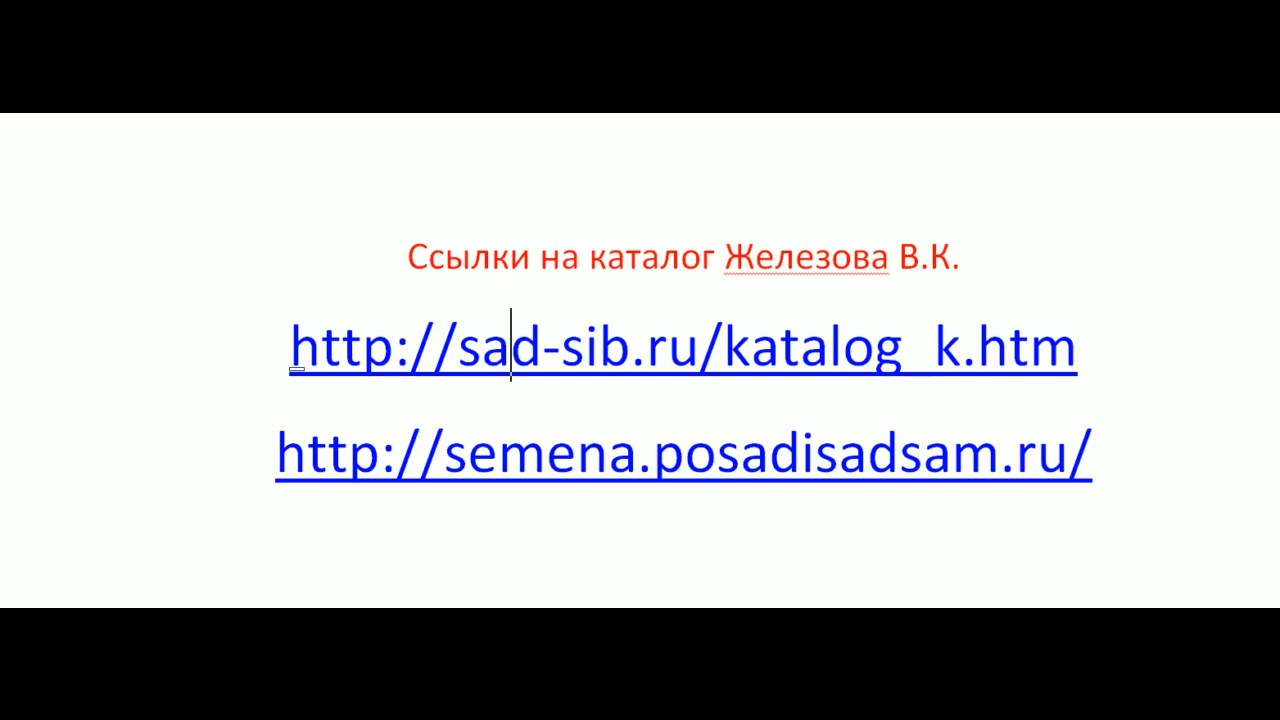 Ссылки на каталог Железова В.К.
http://sad-sib.ru/katalog_k.htm
http://semena.posadisadsam.ru/